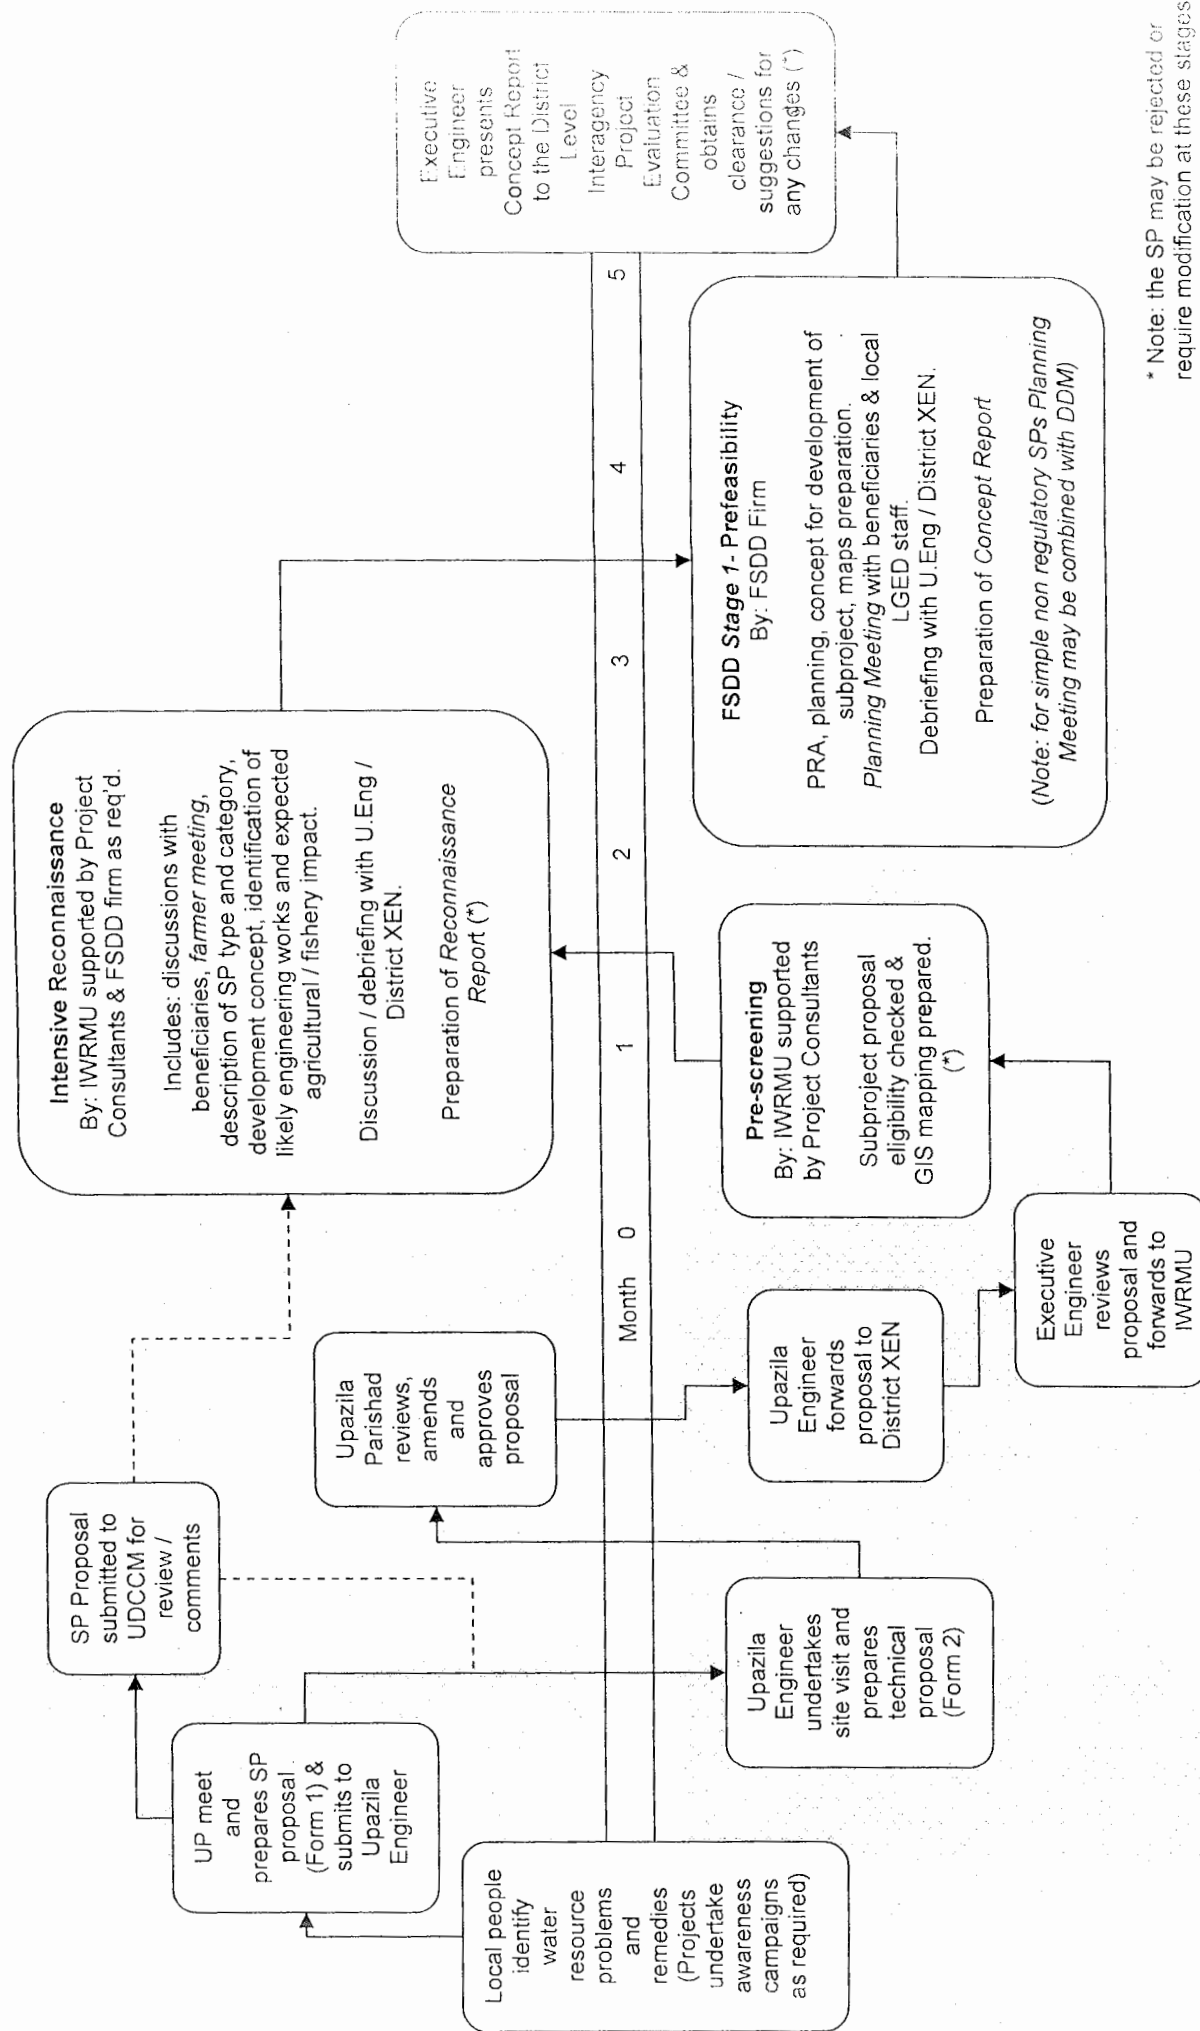 Local people
identify
water
resource
problems
and
remedies
(Projects
undertake
awareness
campaigns
as required)
UP meet
and
prepares SP
proposal
(Form 1) &
submits to
Upazila
Engineer
SP Proposal
submitted to
UDCCM for
review /
comments
Upazila
Engineer
undertakes
site visit and
prepares
technical
proposal
(Form 2)
Upazila
Parishad
reviews,
amends
and
approves
proposal
Upazila
Engineer
forwards
proposal to
District XEN
Executive
Engineer
reviews
proposal and
forwards to
IWRMU
Pre-screening
By: IWRMU supported
by Project Consultants
Subproject proposal
eligibility checked &
GIS mapping prepared.
(*)
Intensive Reconnaissance
By: IWRMU supported by Project
Consultants & FSDD firm as req'd.
Includes: discussions with
beneficiaries, farmer meeting,
description of SP type and category,
development concept, identification of
likely engineering works and expected
agricultural / fishery impact.
Discussion / debriefing with U.Eng /
District XEN.
Preparation of Reconnaissance
Report (*)
Month 0 1 2 3 4 5
FSDD Stage 1- Prefeasibility
By: FSDD Firm
PRA, planning, concept for development of
subproject, maps preparation.
Planning Meeting with beneficiaries & local
LGED staff.
Debriefing with U.Eng / District XEN.
Preparation of Concept Report
(Note: for simple non regulatory SPs Planning
Meeting may be combined with DDM)
Executive
Engineer
presents
Concept Report
to the District
Level
Interagency
Project
Evaluation
Committee &
obtains
clearance /
suggestions for
any changes (*)
* Note: the SP may be rejected or
require modification at these stages